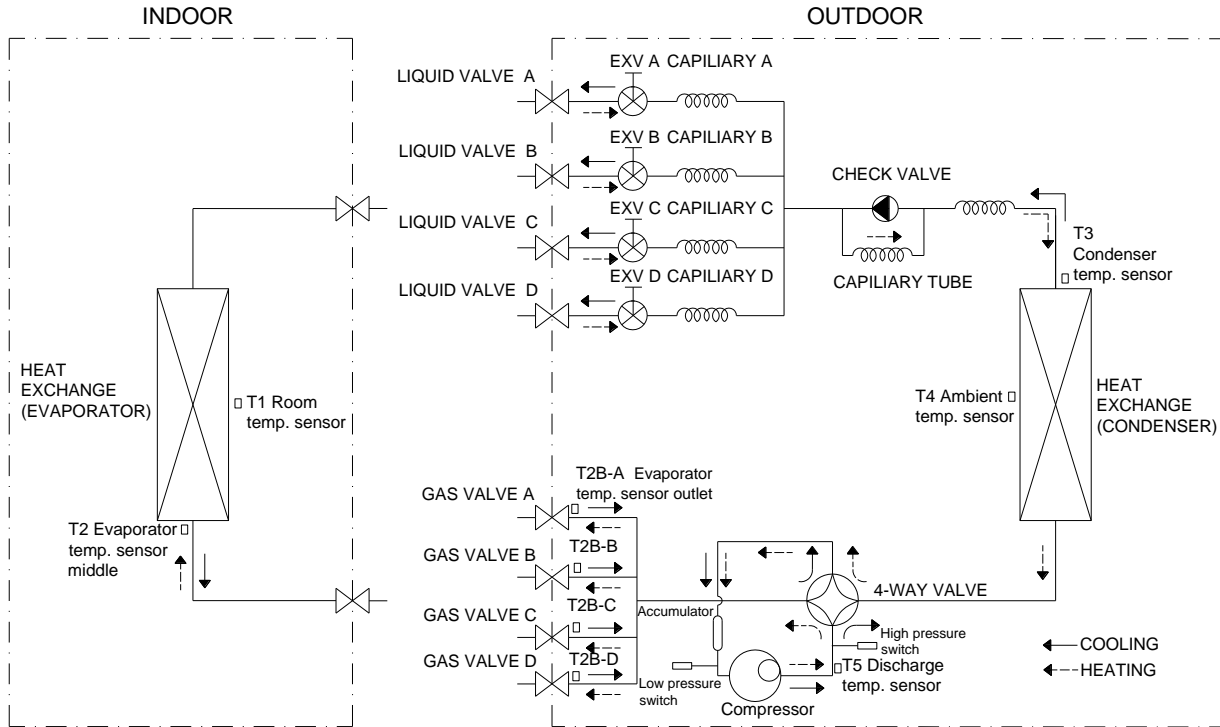 INDOOR
OUTDOOR
LIQUID VALVE A
EXV A CAPILIARY A
LIQUID VALVE B
EXV B CAPILIARY B
LIQUID VALVE C
EXV C CAPILIARY C
LIQUID VALVE D
EXV D CAPILIARY D
CHECK VALVE
CAPILIARY TUBE
T3
Condenser
temp. sensor
HEAT
EXCHANGE
(EVAPORATOR)
T1 Room
temp. sensor
T4 Ambient
temp. sensor
HEAT
EXCHANGE
(CONDENSER)
T2 Evaporator
temp. sensor
middle
GAS VALVE A
T2B-A Evaporator
temp. sensor outlet
GAS VALVE B
T2B-B
GAS VALVE C
T2B-C
GAS VALVE D
T2B-D
Accumulator
4-WAY VALVE
High pressure
switch
Low pressure
switch
T5 Discharge
temp. sensor
Compressor
COOLING
HEATING